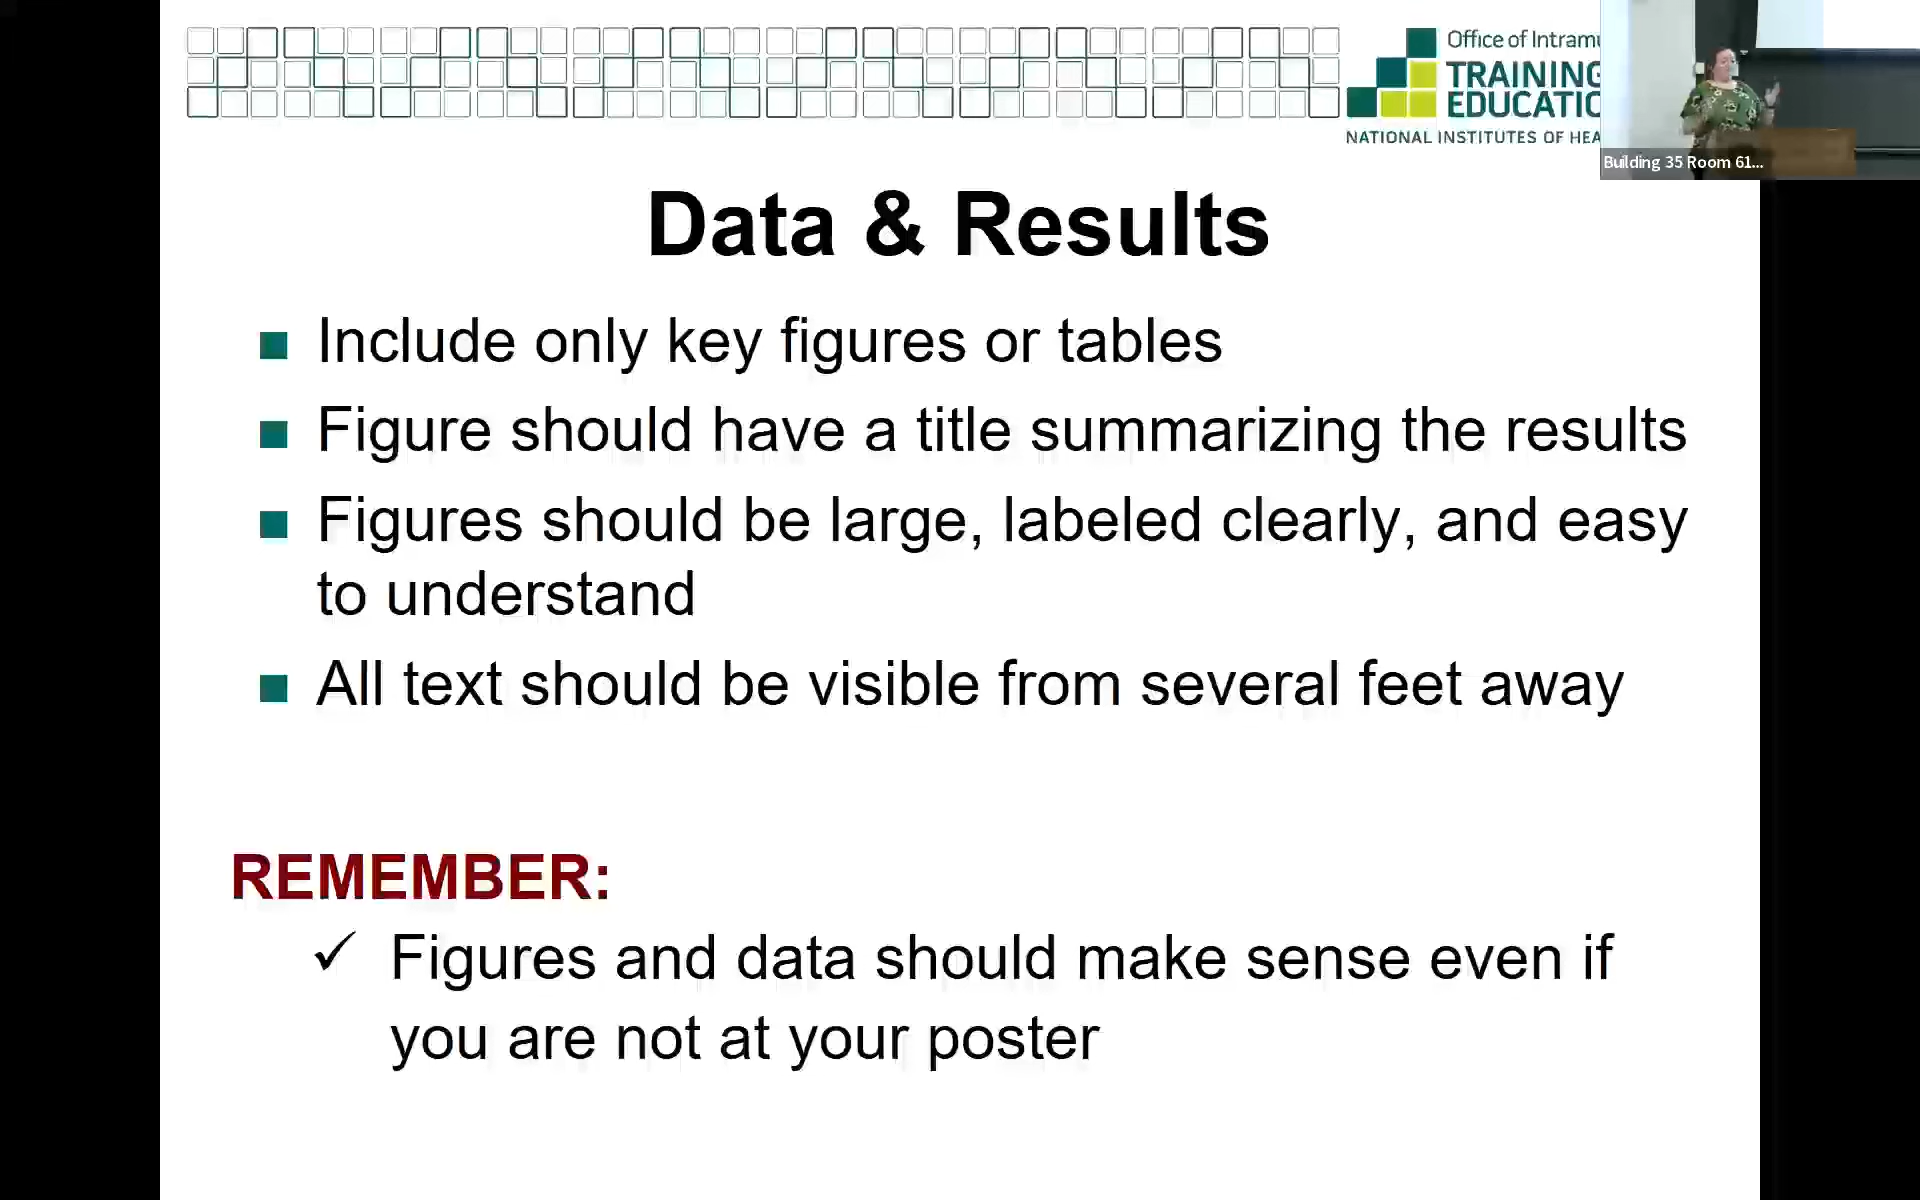 Office of Intramu
TRAINING
EDUCATIO
NATIONAL INSTITUTES OF HEA
Building 35 Room 61...
Data & Results
Include only key figures or tables
Figure should have a title summarizing the results
Figures should be large, labeled clearly, and easy
to understand
All text should be visible from several feet away
REMEMBER:
✓ Figures and data should make sense even if
you are not at your poster